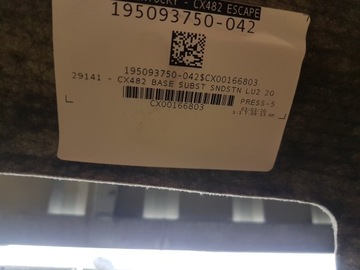 CX482 ESCAPE
195093750-042
195093750-042$CX00166803
29141 - CX482 BASE SUBST SNDSTN LU2 20
PRESS-5
CX00166803